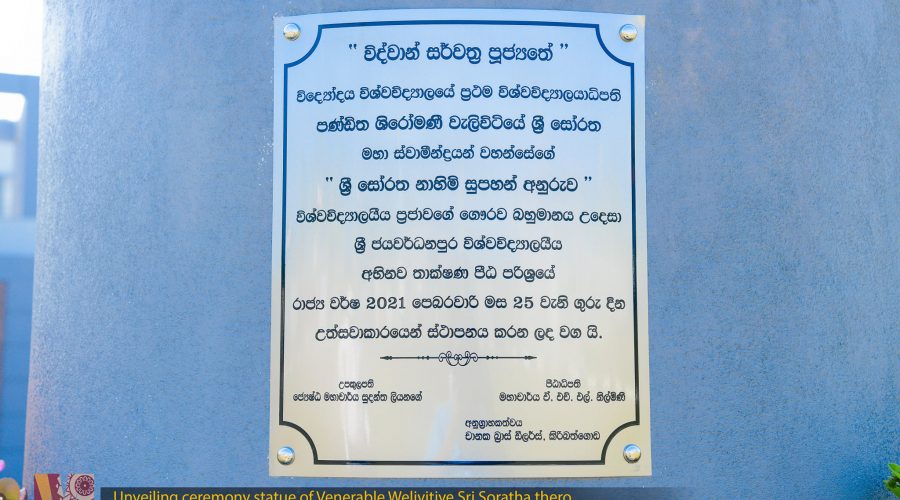 " විද්වාන් සර්වත්‍ර පූජ්‍යතේ "
විද්‍යෝදය විශ්වවිද්‍යාලයේ ප්‍රථම විශ්වවිද්‍යාලයාධිපති
පණ්ඩිත ශිරෝමණී වැලිවිටියේ ශ්‍රී සෝරත
මහා ස්වාමීන්ද්‍රයන් වහන්සේගේ
" ශ්‍රී සෝරත නාහිමි සුපහන් අනුරුව "
විශ්වවිද්‍යාලයීය ප්‍රජාවගේ ගෞරව බහුමානය උදෙසා
ශ්‍රී ජයවර්ධනපුර විශ්වවිද්‍යාලයීය
අභිනව තාක්ෂණ පීඨ පරිශ්‍රයේ
රාජ්‍ය වර්ෂ 2021 පෙබරවාරි මස 25 වැනි ගුරු දින
උත්සවාකාරයෙන් ස්ථාපනය කරන ලද වග යි.
උපකුලපති
ජ්‍යෙෂ්ඨ මහාචාර්ය සුදන්ත ලියනගේ
පීඨාධිපති
මහාචාර්ය ඒ. එච්. එල්. නිල්මිණි
අනුග්‍රාහකත්වය
චානක බ්‍රාස් ඩීලර්ස්, කිරිබත්ගොඩ
Unveiling ceremony statue of Venerable Welivitiye Sri Soratha thero